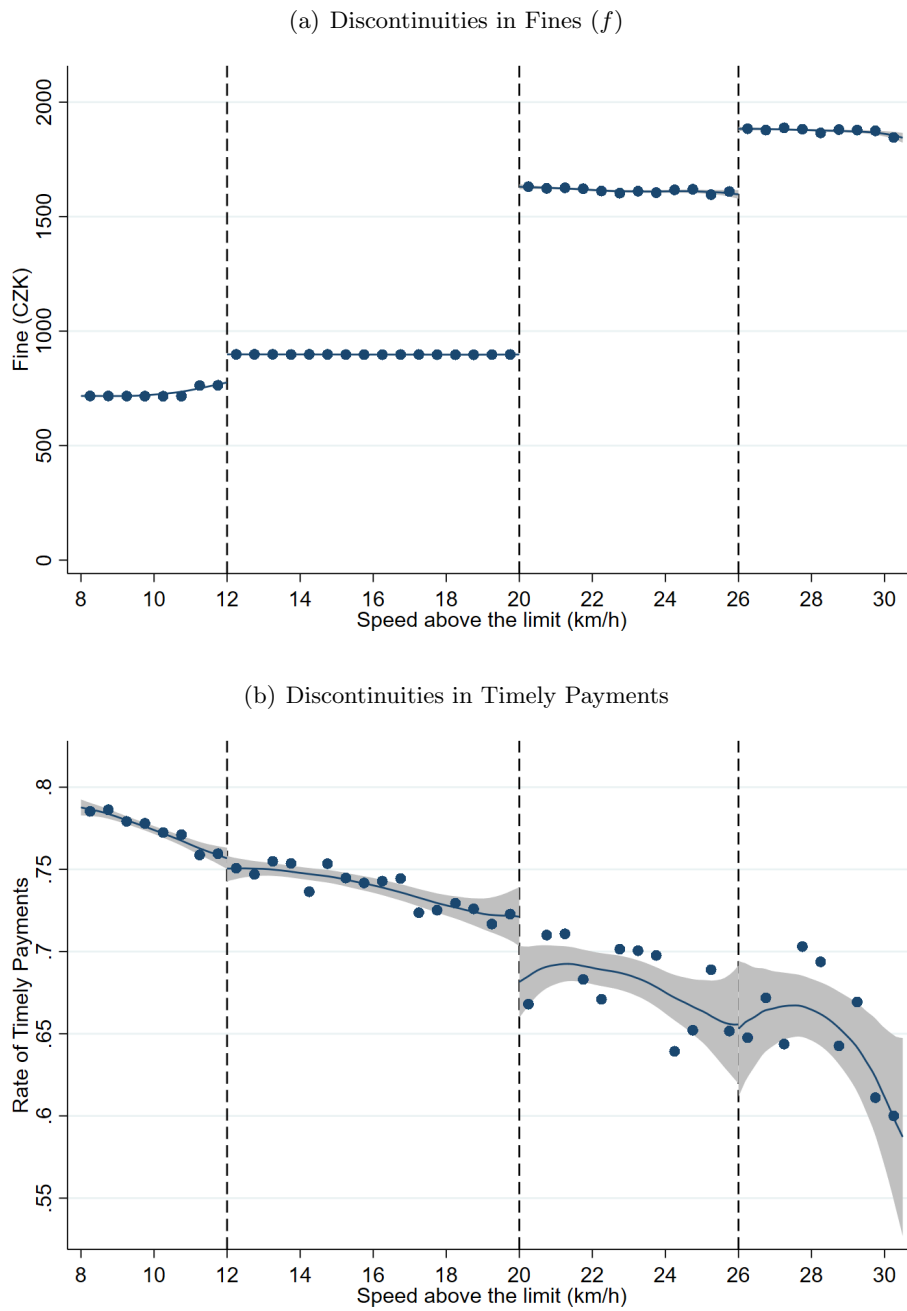 (a) Discontinuities in Fines (f)
2000
1500
1000
500
0
Fine (CZK)
8 10 12 14 16 18 20 22 24 26 28 30
Speed above the limit (km/h)
(b) Discontinuities in Timely Payments
.8
.75
.7
.65
.6
.55
Rate of Timely Payments
8 10 12 14 16 18 20 22 24 26 28 30
Speed above the limit (km/h)